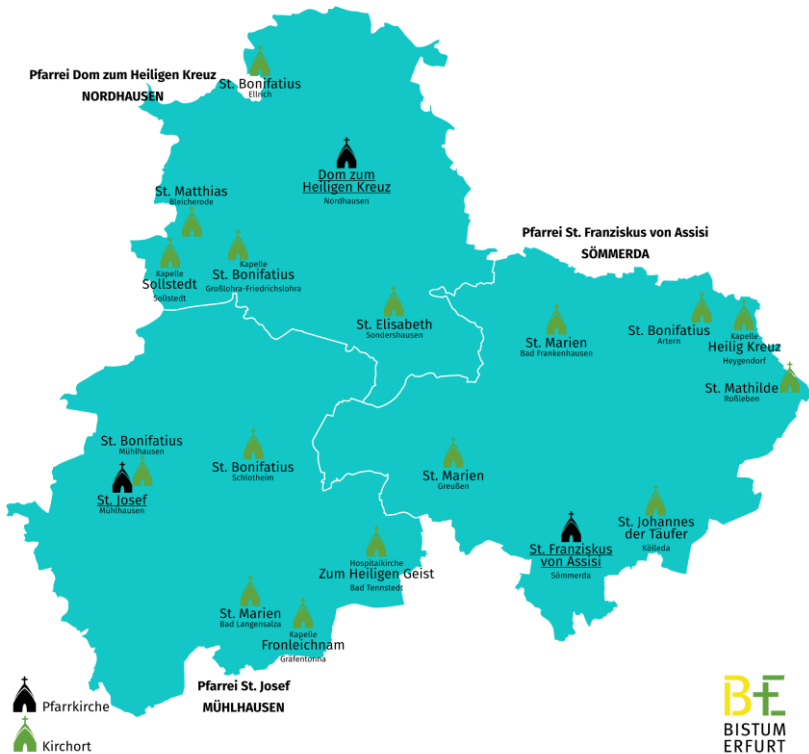 Pfarrei Dom zum Heiligen Kreuz
NORDHAUSEN
St. Bonifatius
Ellrich
Dom zum
Heiligen Kreuz
Nordhausen
St. Matthias
Bleicherode
Kapelle
Sollstedt
Sollstedt
Kapelle
St. Bonifatius
Großlohra-Friedrichslohra
St. Elisabeth
Sondershausen
Pfarrei St. Franziskus von Assisi
SÖMMERDA
St. Marien
Bad Frankenhausen
St. Bonifatius
Artern
Kapelle
Heilig Kreuz
Heygendorf
St. Mathilde
Roßleben
St. Bonifatius
Mühlhausen
St. Josef
Mühlhausen
St. Bonifatius
Schlotheim
St. Marien
Greußen
St. Johannes
der Täufer
Kölleda
St. Franziskus
von Assisi
Sömmerda
Hospitalkirche
Zum Heiligen Geist
Bad Tennstedt
St. Marien
Bad Langensalza
Kapelle
Fronleichnam
Gräfentonna
Pfarrei St. Josef
MÜHLHAUSEN
Pfarrkirche
Kirchort
BE
BISTUM
ERFURT